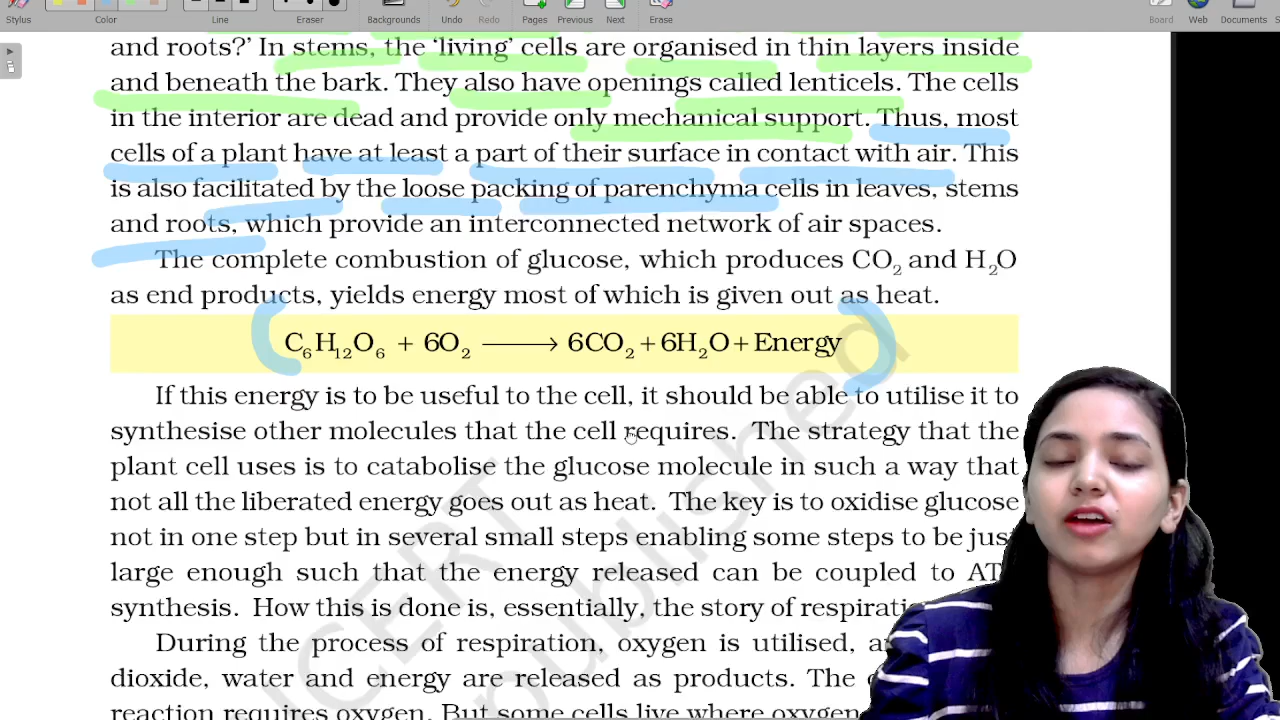 Stylus Color Line Eraser Backgrounds Undo Redo Pages Previous Next Erase Board Web Documents
and roots?’ In stems, the ‘living’ cells are organised in thin layers inside
and beneath the bark. They also have openings called lenticels. The cells
in the interior are dead and provide only mechanical support. Thus, most
cells of a plant have at least a part of their surface in contact with air. This
is also facilitated by the loose packing of parenchyma cells in leaves, stems
and roots, which provide an interconnected network of air spaces.
The complete combustion of glucose, which produces CO₂ and H₂O
as end products, yields energy most of which is given out as heat.
C₆H₁₂O₆ + 6O₂ ⟶ 6CO₂ + 6H₂O + Energy
If this energy is to be useful to the cell, it should be able to utilise it to
synthesise other molecules that the cell requires. The strategy that the
plant cell uses is to catabolise the glucose molecule in such a way that
not all the liberated energy goes out as heat. The key is to oxidise glucose
not in one step but in several small steps enabling some steps to be just
large enough such that the energy released can be coupled to
synthesis. How this is done is, essentially, the story of
During the process of respiration, oxygen is utilised,
dioxide, water and energy are released as products. The
reaction requires oxygen. But some cells live where oxygen
published